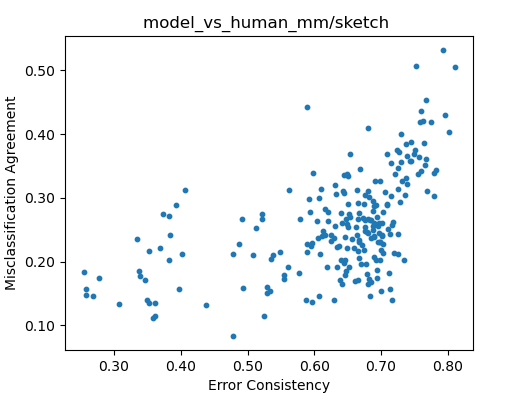 model_vs_human_mm/sketch
Misclassification Agreement
0.50
0.40
0.30
0.20
0.10
0.30 0.40 0.50 0.60 0.70 0.80
Error Consistency